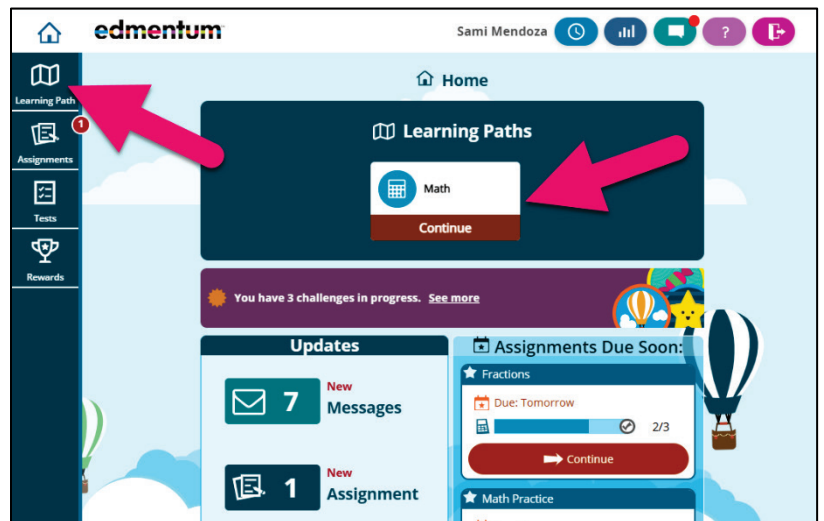 edmentum
Sami Mendoza
?
Learning Path
1
Assignments
Tests
Rewards
Home
Learning Paths
Math
Continue
You have 3 challenges in progress. See more
Updates
7
New
Messages
1
New
Assignment
Assignments Due Soon:
Fractions
Due: Tomorrow
2/3
Continue
Math Practice